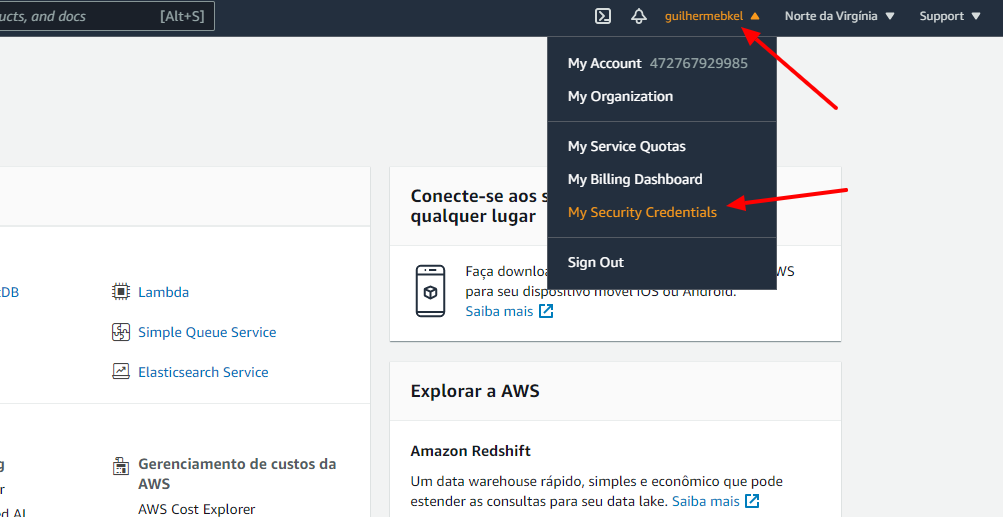 ucts, and docs [Alt+S] guilhermebkel Norte da Virgínia Support
My Account 472767929985
My Organization
My Service Quotas
My Billing Dashboard
My Security Credentials
Sign Out
Conecte-se aos s
qualquer lugar
Faça downloa WS
para seu dispositivo móvel iOS ou Android.
Saiba mais
DB
Lambda
Simple Queue Service
Elasticsearch Service
Explorar a AWS
Amazon Redshift
Um data warehouse rápido, simples e econômico que pode
estender as consultas para seu data lake. Saiba mais
g
r
ed AI
Gerenciamento de custos da
AWS
AWS Cost Explorer